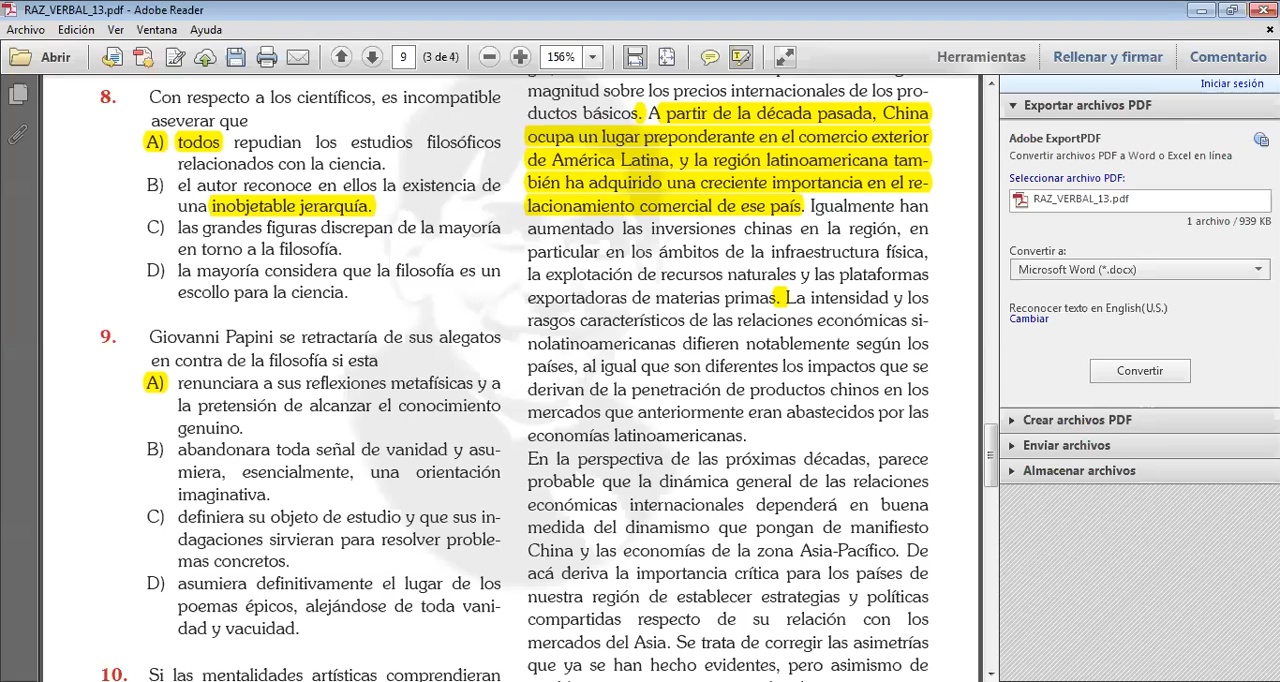 RAZ_VERBAL_13.pdf - Adobe Reader
Archivo Edición Ver Ventana Ayuda
Abrir 9 (3 de 4) 156% Herramientas Rellenar y firmar Comentario
8. Con respecto a los científicos, es incompatible
aseverar que
A) todos repudian los estudios filosóficos
relacionados con la ciencia.
B) el autor reconoce en ellos la existencia de
una inobjetable jerarquía.
C) las grandes figuras discrepan de la mayoría
en torno a la filosofía.
D) la mayoría considera que la filosofía es un
escollo para la ciencia.
9. Giovanni Papini se retractaría de sus alegatos
en contra de la filosofía si esta
A) renunciara a sus reflexiones metafísicas y a
la pretensión de alcanzar el conocimiento
genuino.
B) abandonara toda señal de vanidad y asu-
miera, esencialmente, una orientación
imaginativa.
C) definiera su objeto de estudio y que sus in-
dagaciones sirvieran para resolver proble-
mas concretos.
D) asumiera definitivamente el lugar de los
poemas épicos, alejándose de toda vani-
dad y vacuidad.
10. Si las mentalidades artísticas comprendieran
magnitud sobre los precios internacionales de los pro-
ductos básicos. A partir de la década pasada, China
ocupa un lugar preponderante en el comercio exterior
de América Latina, y la región latinoamericana tam-
bién ha adquirido una creciente importancia en el re-
lacionamiento comercial de ese país. Igualmente han
aumentado las inversiones chinas en la región, en
particular en los ámbitos de la infraestructura física,
la explotación de recursos naturales y las plataformas
exportadoras de materias primas. La intensidad y los
rasgos característicos de las relaciones económicas si-
nolatinoamericanas difieren notablemente según los
países, al igual que son diferentes los impactos que se
derivan de la penetración de productos chinos en los
mercados que anteriormente eran abastecidos por las
economías latinoamericanas.
En la perspectiva de las próximas décadas, parece
probable que la dinámica general de las relaciones
económicas internacionales dependerá en buena
medida del dinamismo que pongan de manifiesto
China y las economías de la zona Asia-Pacífico. De
acá deriva la importancia crítica para los países de
nuestra región de establecer estrategias y políticas
compartidas respecto de su relación con los
mercados del Asia. Se trata de corregir las asimetrías
que ya se han hecho evidentes, pero asimismo de
Iniciar sesión
Exportar archivos PDF
Adobe ExportPDF
Convertir archivos PDF a Word o Excel en línea
Seleccionar archivo PDF:
RAZ_VERBAL_13.pdf
1 archivo / 939 KB
Convertir a:
Microsoft Word (*.docx)
Reconocer texto en English(U.S.)
Cambiar
Convertir
Crear archivos PDF
Enviar archivos
Almacenar archivos